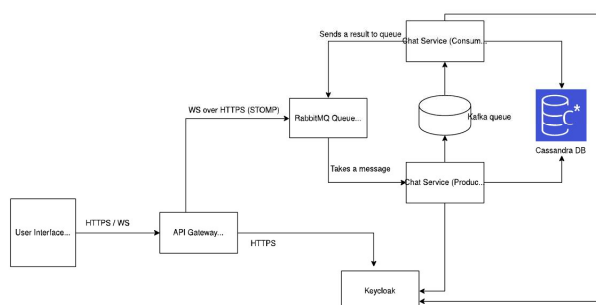 Sends a result to queue
Chat Service (Consum...
WS over HTTPS (STOMP)
RabbitMQ Queue...
Kafka queue
C*
Cassandra DB
Takes a message
Chat Service (Produc...
HTTPS / WS
User Interface...
API Gateway...
HTTPS
Keycloak